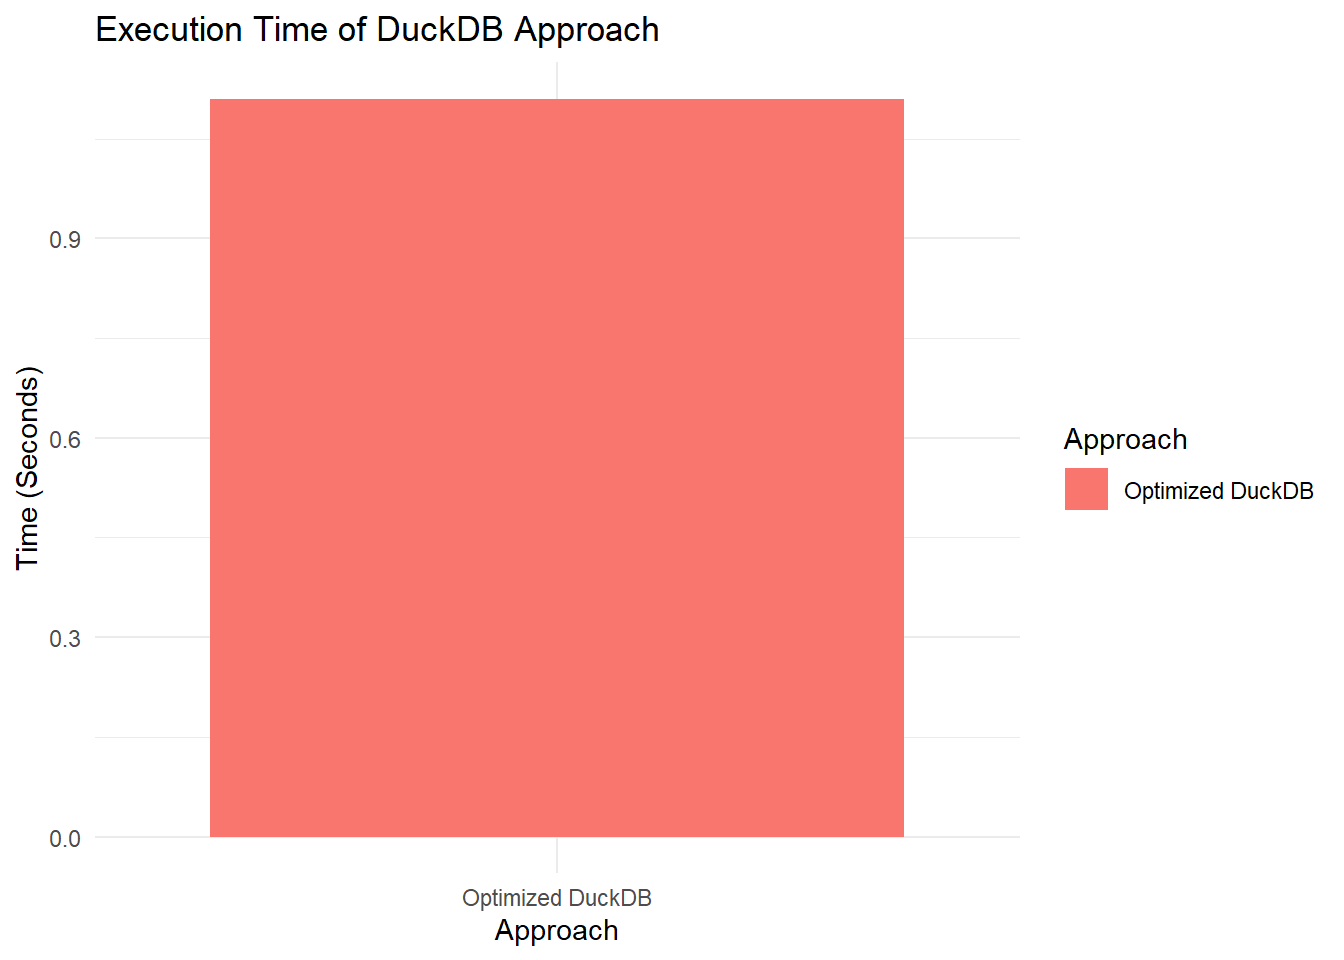 Execution Time of DuckDB Approach
Time (Seconds)
0.9
0.6
0.3
0.0
Optimized DuckDB
Approach
Approach
Optimized DuckDB